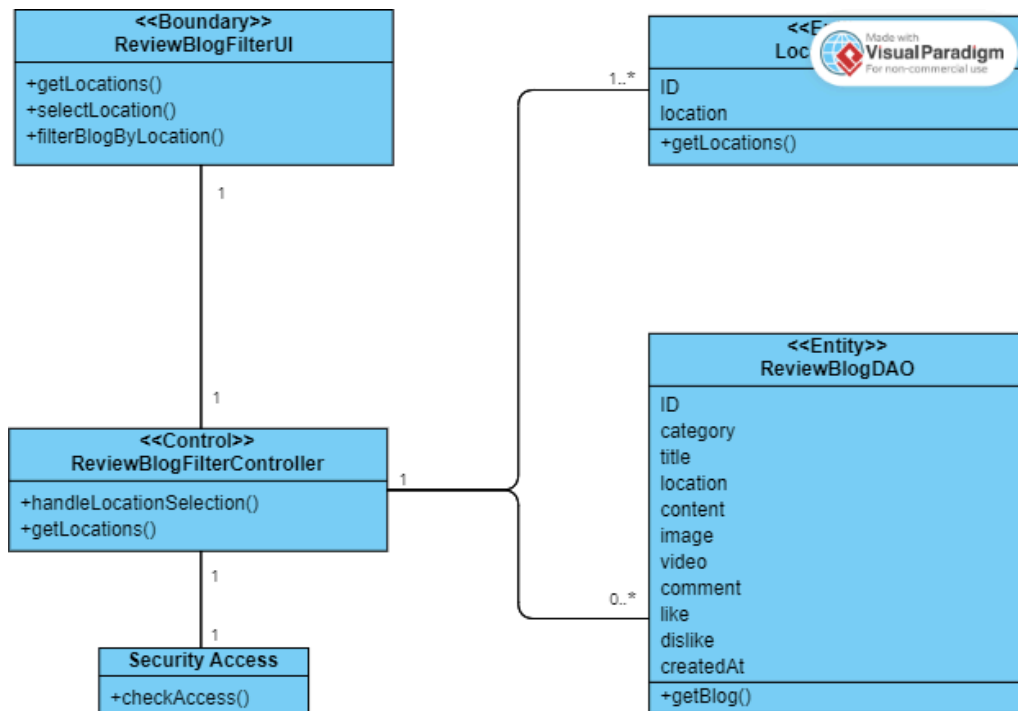 <<Boundary>>
ReviewBlogFilterUI
+getLocations()
+selectLocation()
+filterBlogByLocation()
1
1
<<Control>>
ReviewBlogFilterController
+handleLocationSelection()
+getLocations()
1
1
1
Security Access
+checkAccess()
1..*
Made with
VisualParadigm
For non-commercial use
ID
location
+getLocations()
0..*
<<Entity>>
ReviewBlogDAO
ID
category
title
location
content
image
video
comment
like
dislike
createdAt
+getBlog()